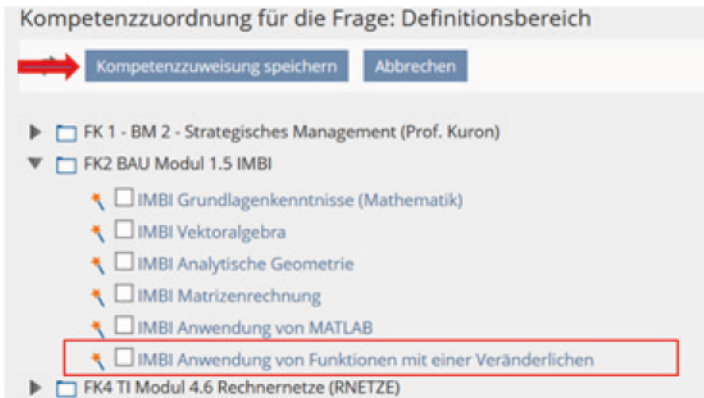 Kompetenzzuordnung für die Frage: Definitionsbereich
Kompetenzzuweisung speichern Abbrechen
FK 1 - BM 2 - Strategisches Management (Prof. Kuron)
FK2 BAU Modul 1.5 IMBI
IMBI Grundlagenkenntnisse (Mathematik)
IMBI Vektoralgebra
IMBI Analytische Geometrie
IMBI Matrizenrechnung
IMBI Anwendung von MATLAB
IMBI Anwendung von Funktionen mit einer Veränderlichen
FK4 TI Modul 4.6 Rechnernetze (RNETZE)